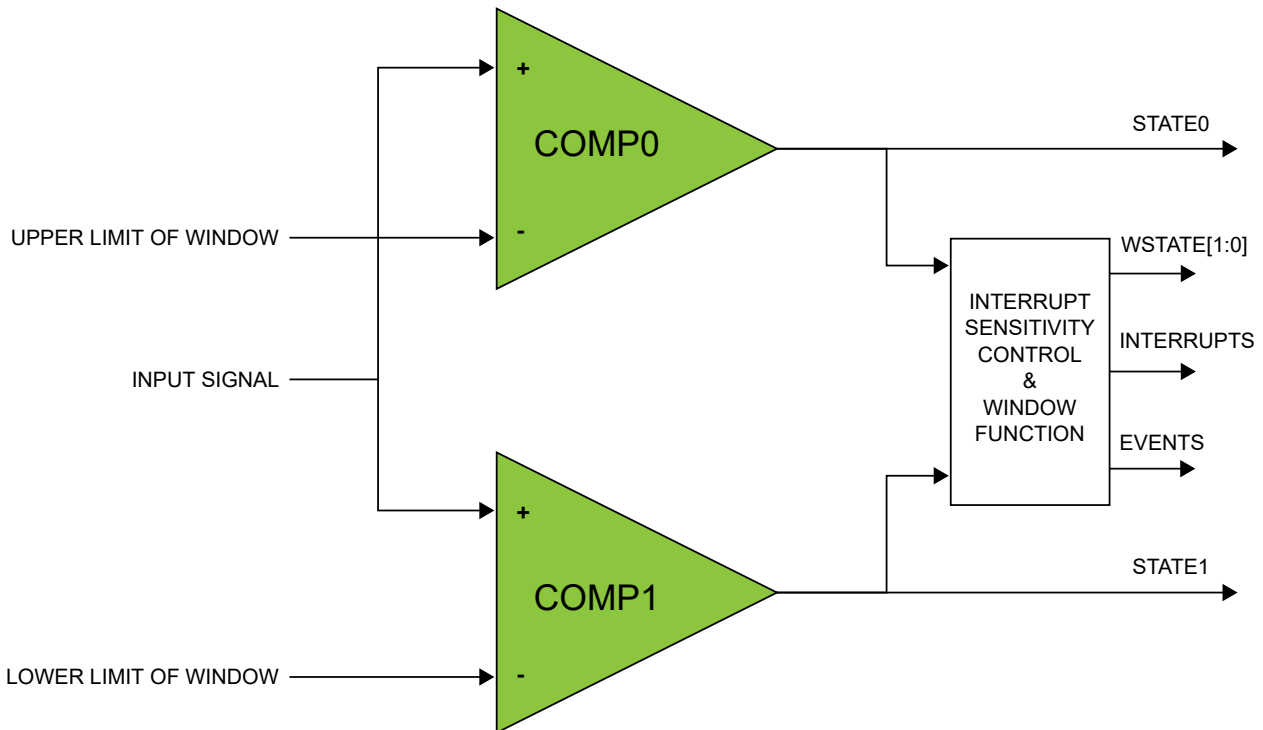 +
COMP0
-
STATE0
UPPER LIMIT OF WINDOW
WSTATE[1:0]
INTERRUPT
SENSITIVITY
CONTROL
&
WINDOW
FUNCTION
INTERRUPTS
EVENTS
INPUT SIGNAL
+
COMP1
-
STATE1
LOWER LIMIT OF WINDOW